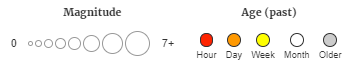 Magnitude
0 7+
Age (past)
Hour Day Week Month Older